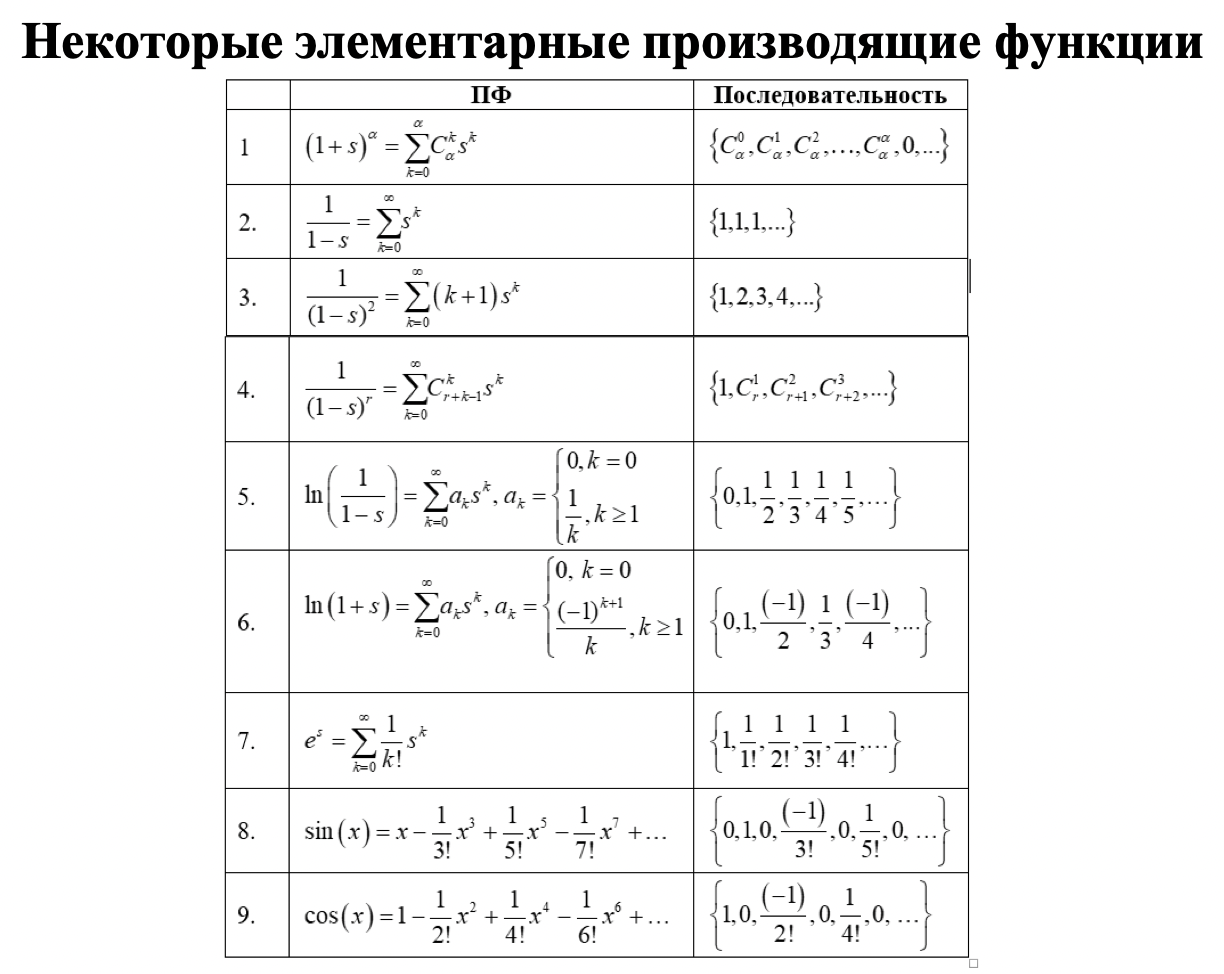 Некоторые элементарные производящие функции
ПФ Последовательность
1 (1+s)^α = ∑_{k=0}^{α} C_α^k s^k {C_α^0, C_α^1, C_α^2, ..., C_α^α, 0, ...}
2. 1/(1−s) = ∑_{k=0}^{∞} s^k {1,1,1,...}
3. 1/(1−s)^2 = ∑_{k=0}^{∞} (k+1) s^k {1,2,3,4,...}
4. 1/(1−s)^r = ∑_{k=0}^{∞} C_{r+k−1}^k s^k {1, C_r^1, C_{r+1}^2, C_{r+2}^3, ...}
5. ln(1/(1−s)) = ∑_{k=0}^{∞} a_k s^k, a_k = {0, k = 0; 1/k, k ≥ 1 {0, 1, 1/2, 1/3, 1/4, 1/5, ...}
6. ln(1+s) = ∑_{k=0}^{∞} a_k s^k, a_k = {0, k = 0; (−1)^{k+1}/k, k ≥ 1 {0, 1, (−1)/2, 1/3, (−1)/4, ...}
7. e^s = ∑_{k=0}^{∞} 1/k! s^k {1, 1/1!, 1/2!, 1/3!, 1/4!, ...}
8. sin(x) = x − 1/3! x^3 + 1/5! x^5 − 1/7! x^7 + ... {0, 1, 0, (−1)/3!, 0, 1/5!, 0, ...}
9. cos(x) = 1 − 1/2! x^2 + 1/4! x^4 − 1/6! x^6 + ... {1, 0, (−1)/2!, 0, 1/4!, 0, ...}